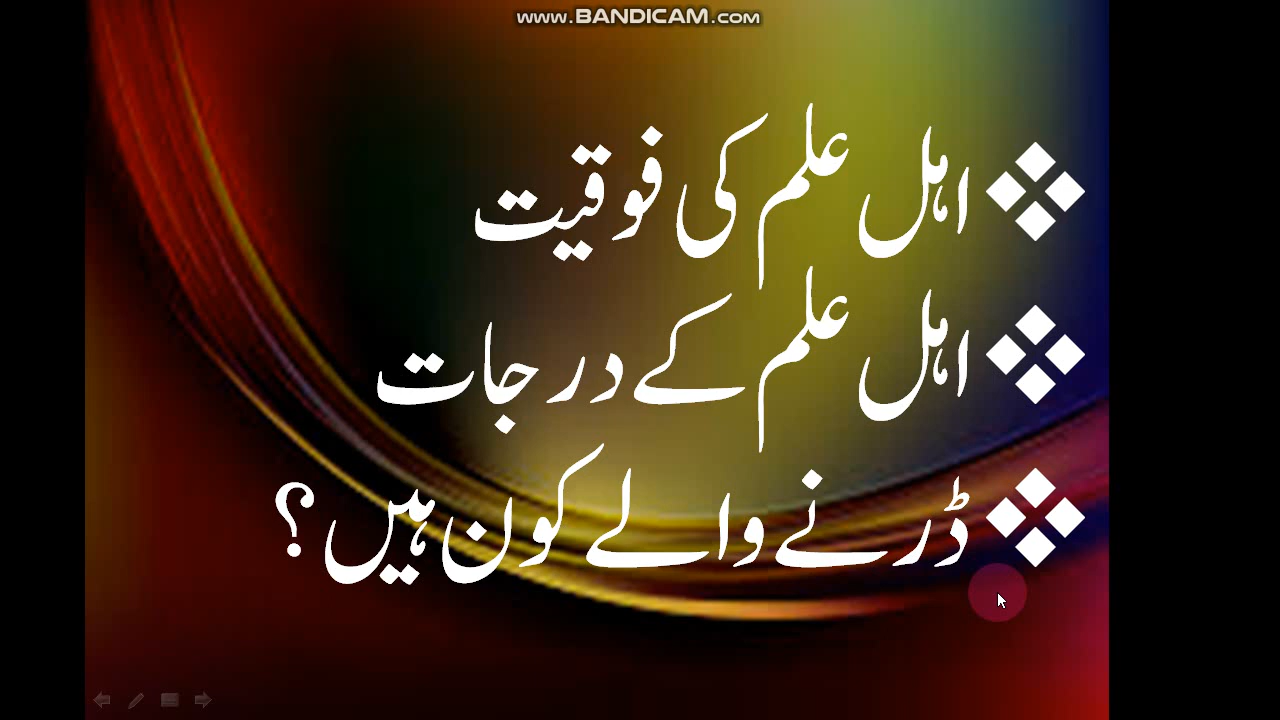 www.BANDICAM.com
اہل علم کی فوقیت
اہل علم کے درجات
ڈرنے والے کون ہیں؟